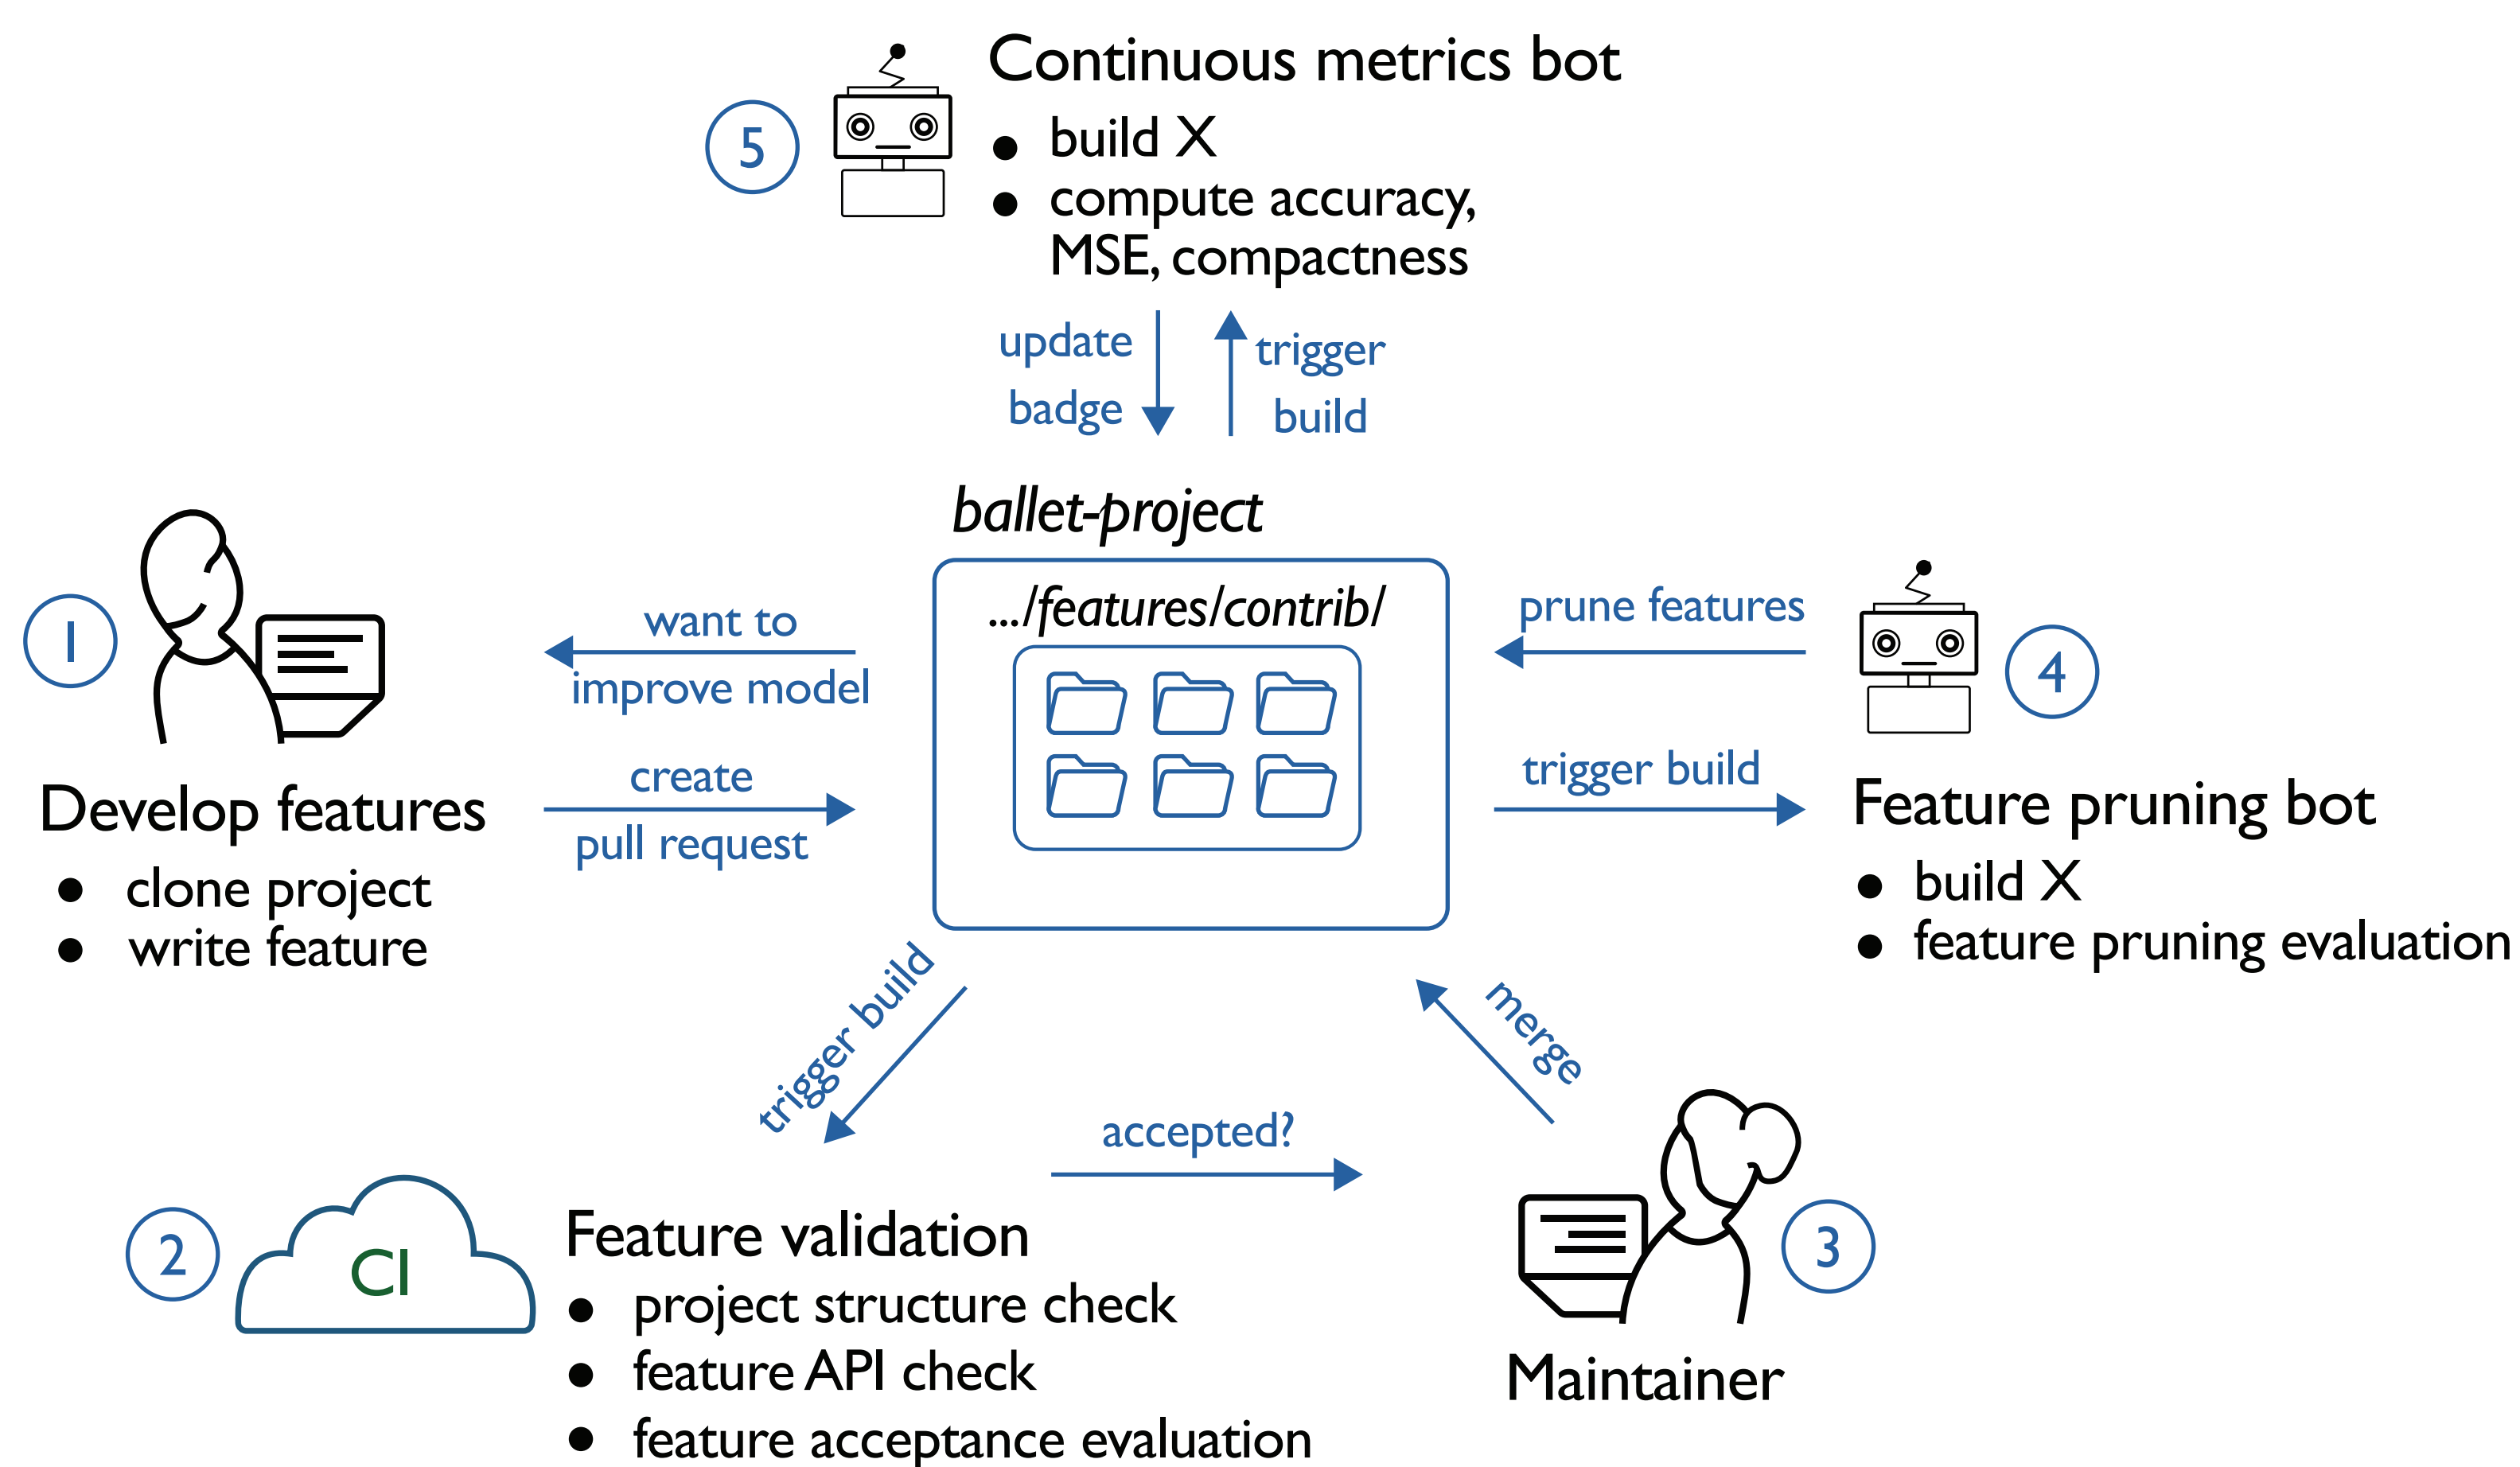 Continuous metrics bot
5
● build X
● compute accuracy,
MSE, compactness
update
badge
trigger
build
ballet-project
.../features/contrib/
1
want to
improve model
create
pull request
Develop features
● clone project
● write feature
prune features
trigger build
4
Feature pruning bot
● build X
● feature pruning evaluation
trigger build
merge
accepted?
2
CI
Feature validation
● project structure check
● feature API check
● feature acceptance evaluation
3
Maintainer